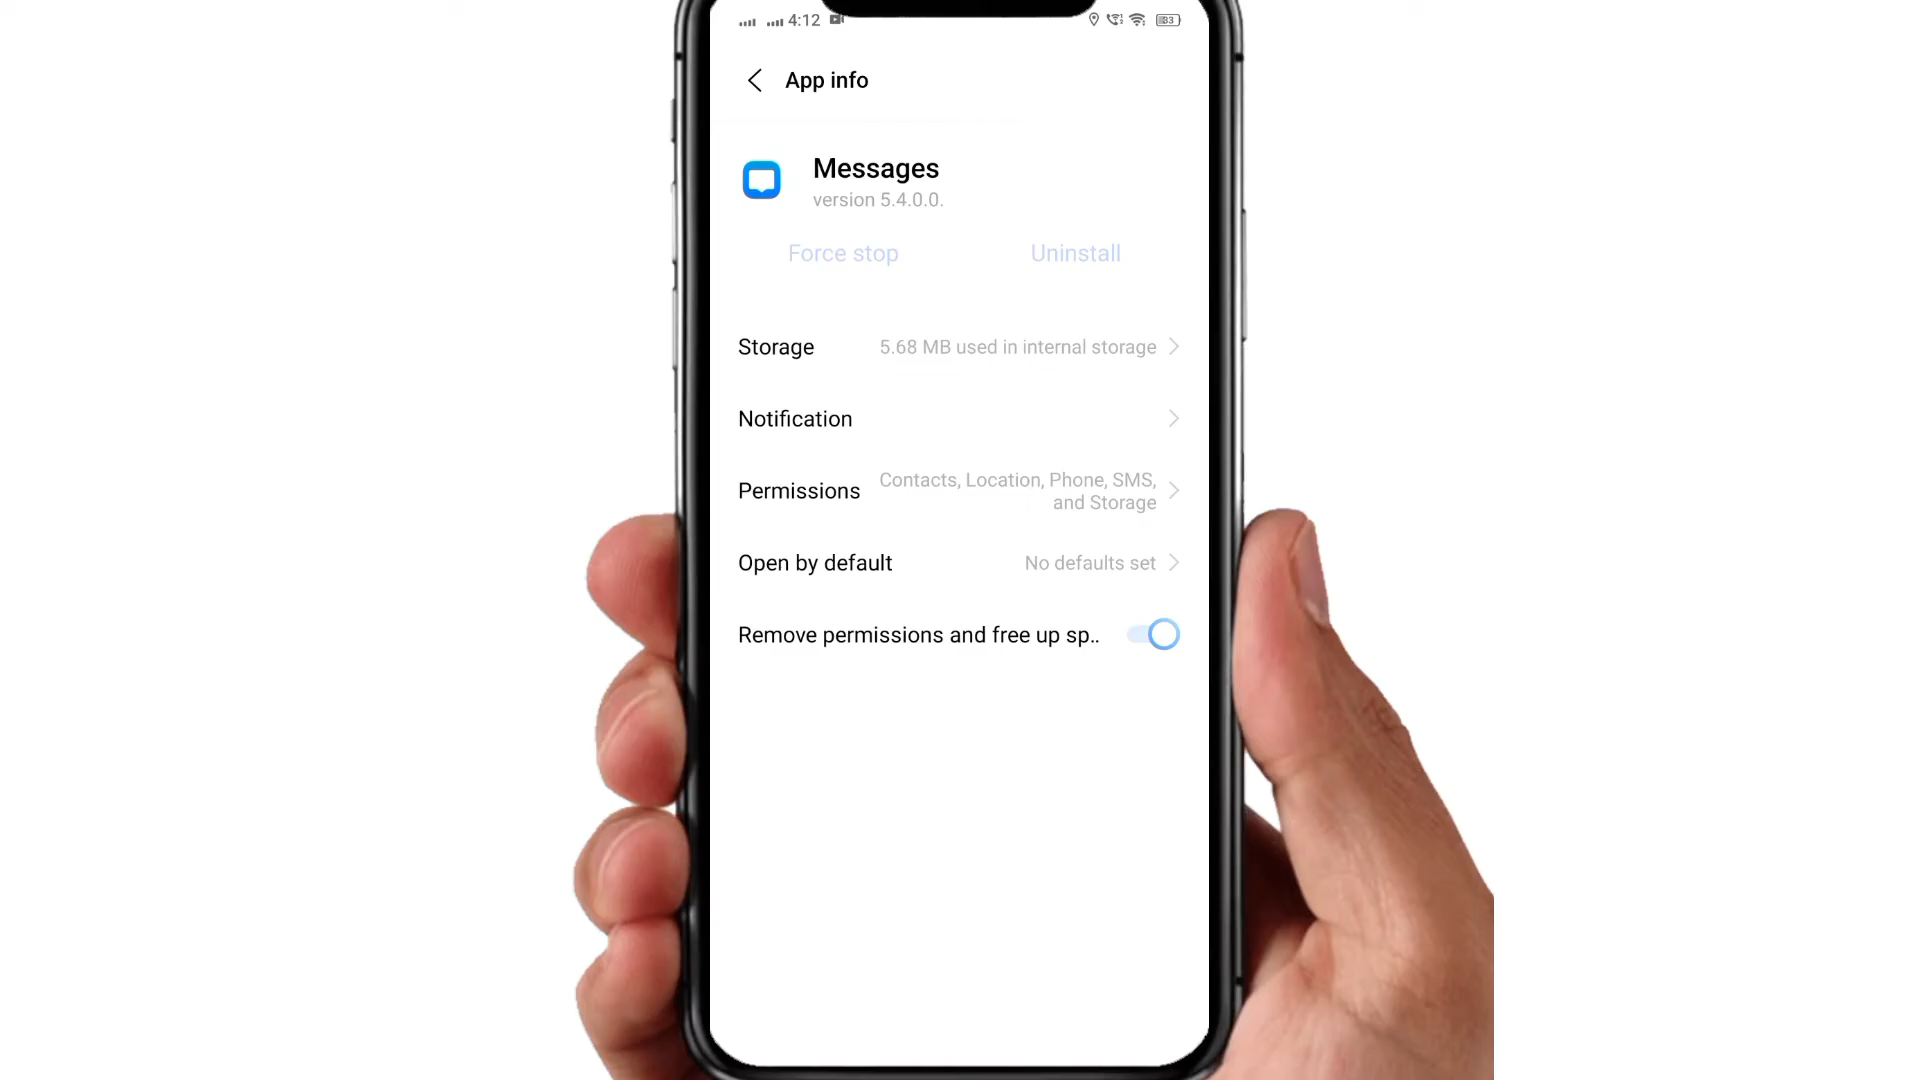 4:12
33
App info
Messages
version 5.4.0.0.
Force stop
Uninstall
Storage
5.68 MB used in internal storage
Notification
Permissions
Contacts, Location, Phone, SMS,
and Storage
Open by default
No defaults set
Remove permissions and free up sp..